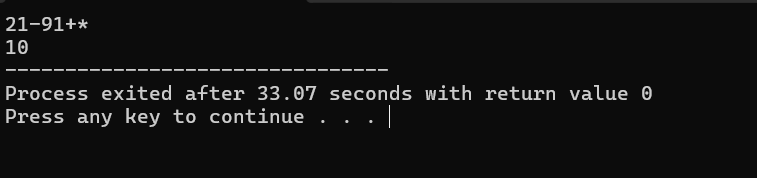 21-91+*
10
--------------------------------
Process exited after 33.07 seconds with return value 0
Press any key to continue . . .